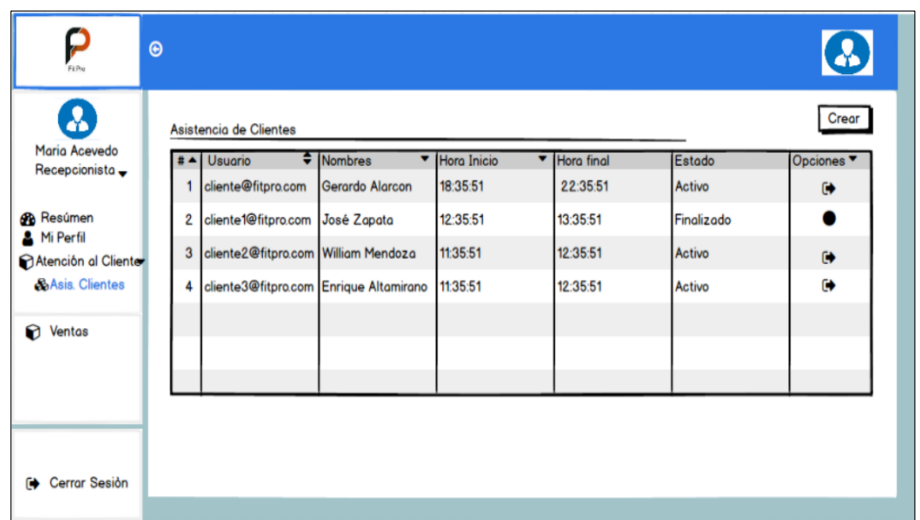 Fit Pro
Maria Acevedo
Recepcionista
Resúmen
Mi Perfil
Atención al Cliente
Asis. Clientes
Ventas
Cerrar Sesión
Crear
Asistencia de Clientes
# Usuario Nombres Hora Inicio Hora final Estado Opciones
1 cliente@fitpro.com Gerardo Alarcon 18:35:51 22:35:51 Activo
2 cliente1@fitpro.com José Zapata 12:35:51 13:35:51 Finalizado
3 cliente2@fitpro.com William Mendoza 11:35:51 12:35:51 Activo
4 cliente3@fitpro.com Enrique Altamirano 11:35:51 12:35:51 Activo